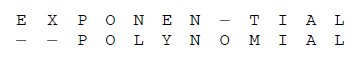 E X P O N E N – T I A L
– – P O L Y N O M I A L